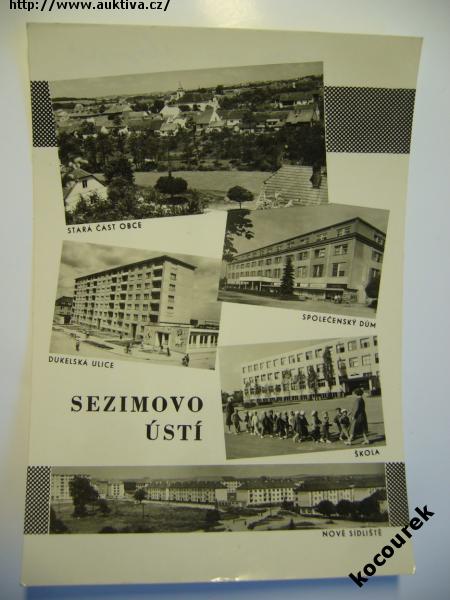 http://www.auktiva.cz/
STARÁ ČÁST OBCE
SPOLEČENSKÝ DŮM
DUKELSKÁ ULICE
SEZIMOVO
ÚSTÍ
ŠKOLA
NOVÉ SÍDLIŠTĚ
kocourek